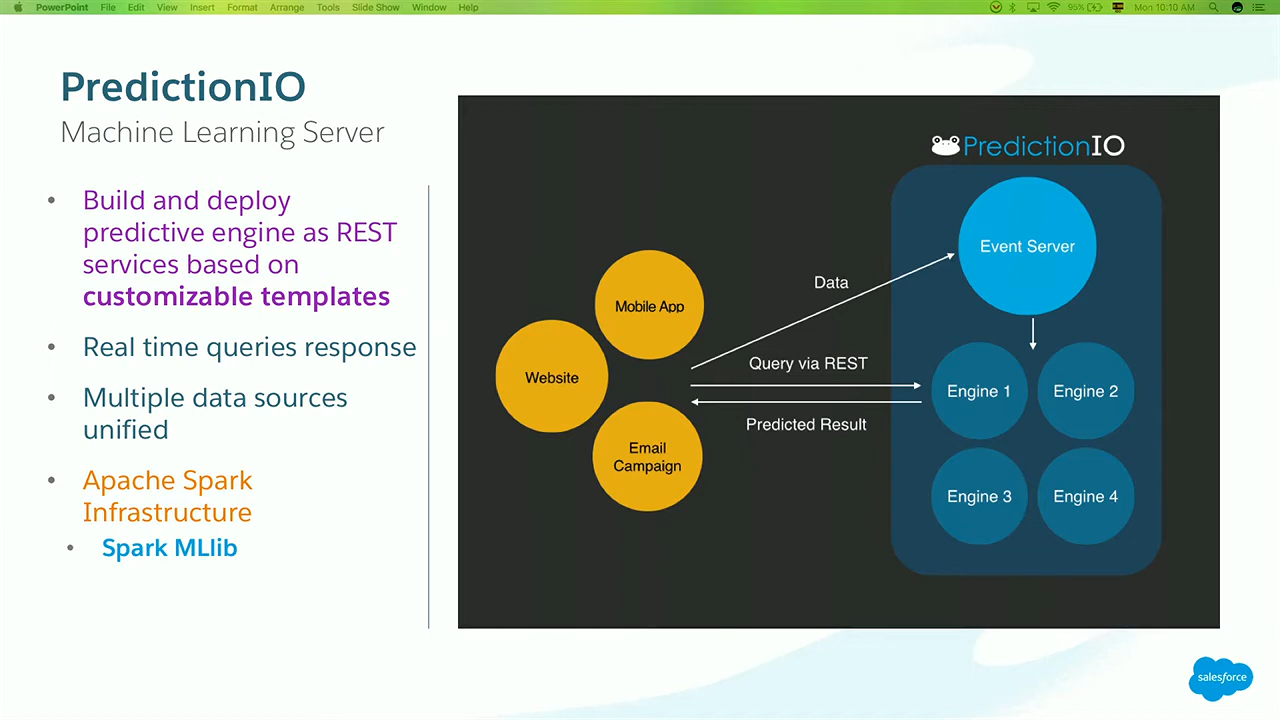 PowerPoint File Edit View Insert Format Arrange Tools Slide Show Window Help 95% Mon 10:10 AM
PredictionIO
Machine Learning Server
• Build and deploy
predictive engine as REST
services based on
customizable templates
• Real time queries response
• Multiple data sources
unified
• Apache Spark
Infrastructure
• Spark MLlib
PredictionIO
Event Server
Data
Mobile App
Query via REST
Website
Engine 1
Engine 2
Predicted Result
Email
Campaign
Engine 3
Engine 4
salesforce